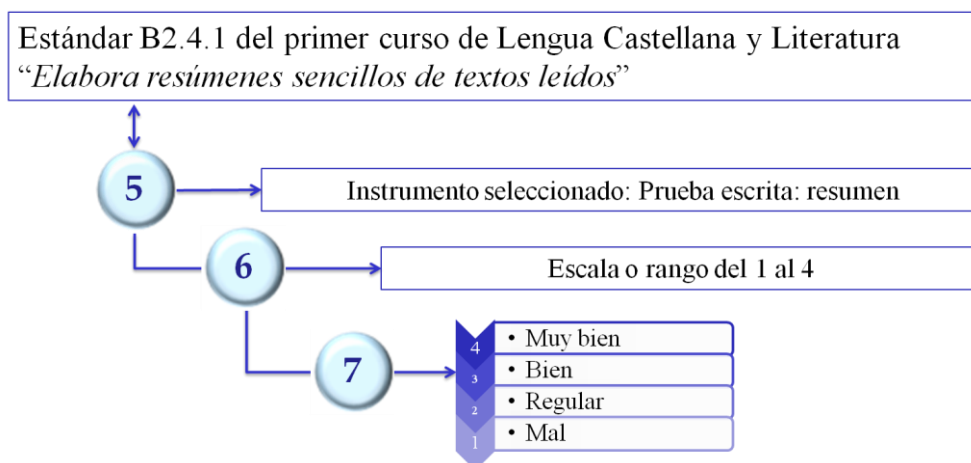 Estándar B2.4.1 del primer curso de Lengua Castellana y Literatura
“Elabora resúmenes sencillos de textos leídos”
5
Instrumento seleccionado: Prueba escrita: resumen
6
Escala o rango del 1 al 4
7
4 • Muy bien
3 • Bien
2 • Regular
1 • Mal